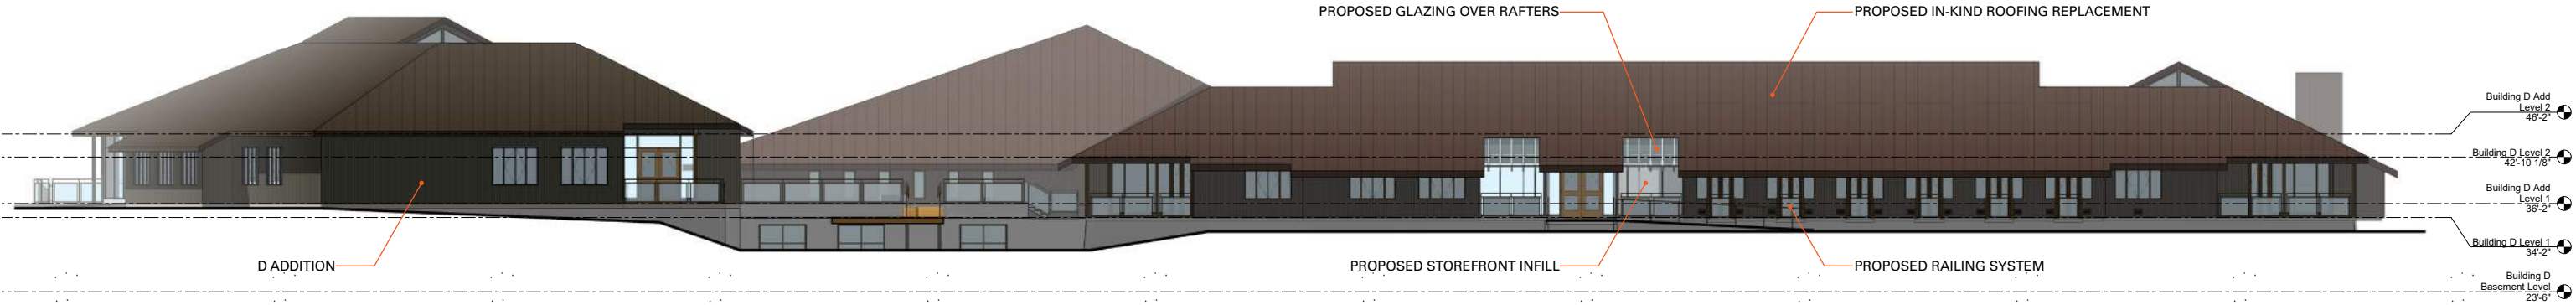 PROPOSED GLAZING OVER RAFTERS
PROPOSED IN-KIND ROOFING REPLACEMENT
Building D Add
Level 2
46'-2"
Building D Level 2
42'-10 1/8"
Building D Add
Level 1
36'-2"
Building D Level 1
34'-2"
D ADDITION
PROPOSED STOREFRONT INFILL
PROPOSED RAILING SYSTEM
Building D
Basement Level
23'-6"